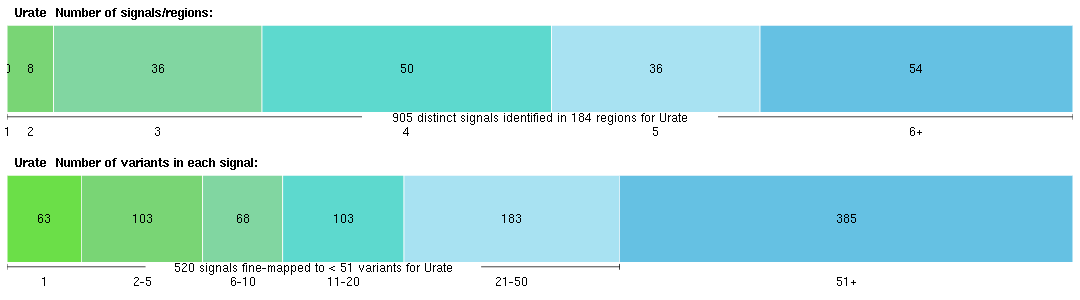 Urate Number of signals/regions:
0 8 36 50 36 54
905 distinct signals identified in 184 regions for Urate
1 2 3 4 5 6+
Urate Number of variants in each signal:
63 103 68 103 183 385
520 signals fine-mapped to < 51 variants for Urate
1 2-5 6-10 11-20 21-50 51+